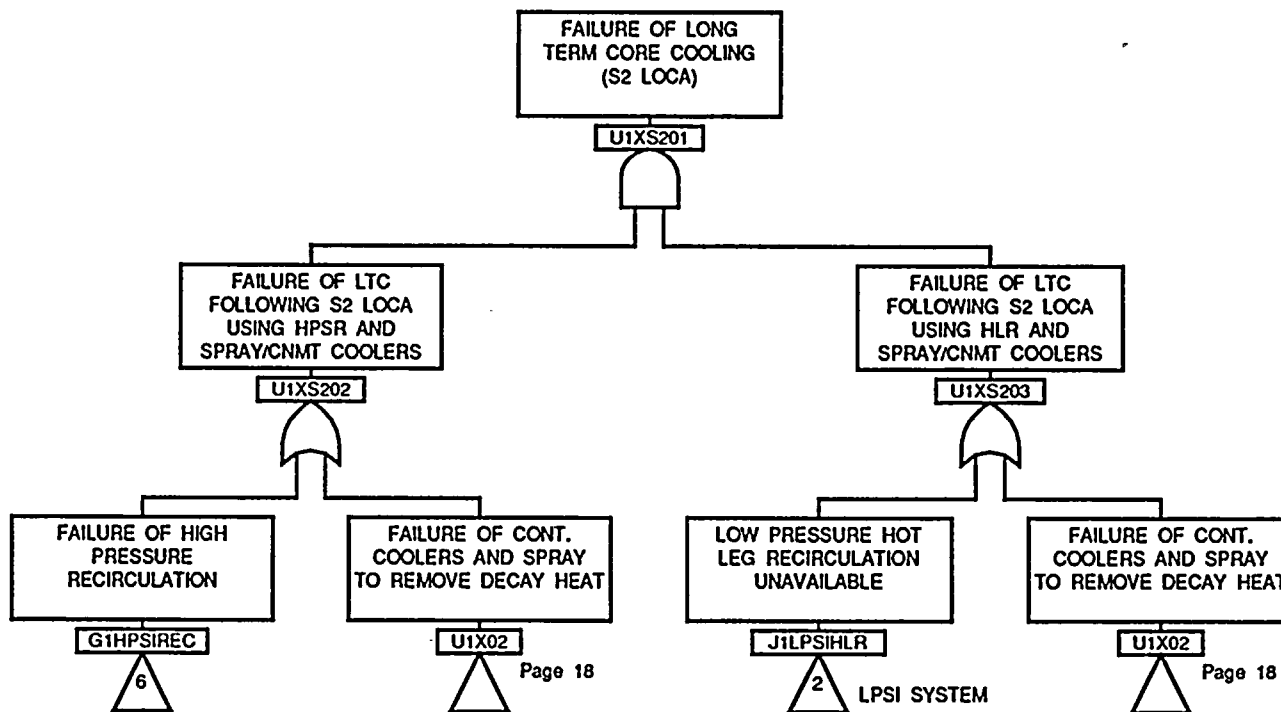 FAILURE OF LONG
TERM CORE COOLING
(S2 LOCA)
U1XS201
FAILURE OF LTC
FOLLOWING S2 LOCA
USING HPSR AND
SPRAY/CNMT COOLERS
U1XS202
FAILURE OF LTC
FOLLOWING S2 LOCA
USING HLR AND
SPRAY/CNMT COOLERS
U1XS203
FAILURE OF HIGH
PRESSURE
RECIRCULATION
G1HPSIREC
6
FAILURE OF CONT.
COOLERS AND SPRAY
TO REMOVE DECAY HEAT
U1X02
Page 18
LOW PRESSURE HOT
LEG RECIRCULATION
UNAVAILABLE
J1LPSIHLR
2
LPSI SYSTEM
FAILURE OF CONT.
COOLERS AND SPRAY
TO REMOVE DECAY HEAT
U1X02
Page 18